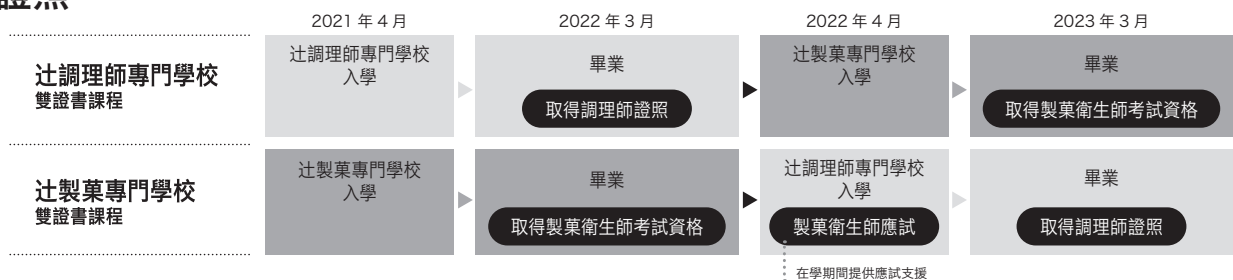 證照
2021 年 4 月
2022 年 3 月
2022 年 4 月
2023 年 3 月
辻調理師專門學校
雙證書課程
辻調理師專門學校
入學
畢業
取得調理師證照
辻製菓專門學校
入學
畢業
取得製菓衛生師考試資格
辻製菓專門學校
雙證書課程
辻製菓專門學校
入學
畢業
取得製菓衛生師考試資格
辻調理師專門學校
入學
製菓衛生師應試
畢業
取得調理師證照
在學期間提供應試支援